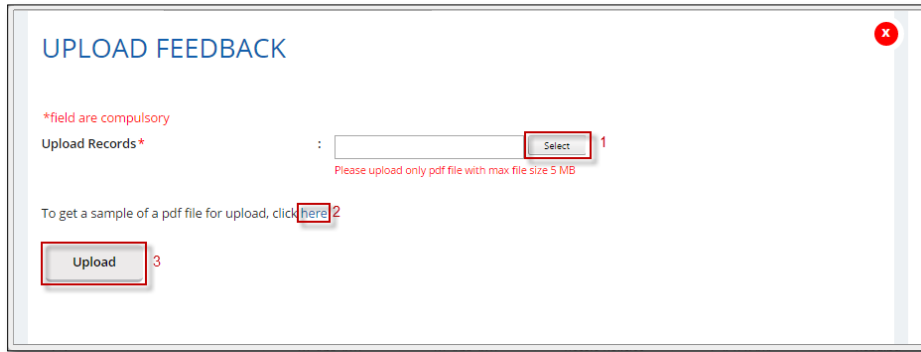 UPLOAD FEEDBACK
x
*field are compulsory
Upload Records* : Select 1
Please upload only pdf file with max file size 5 MB
To get a sample of a pdf file for upload, click here 2
Upload 3